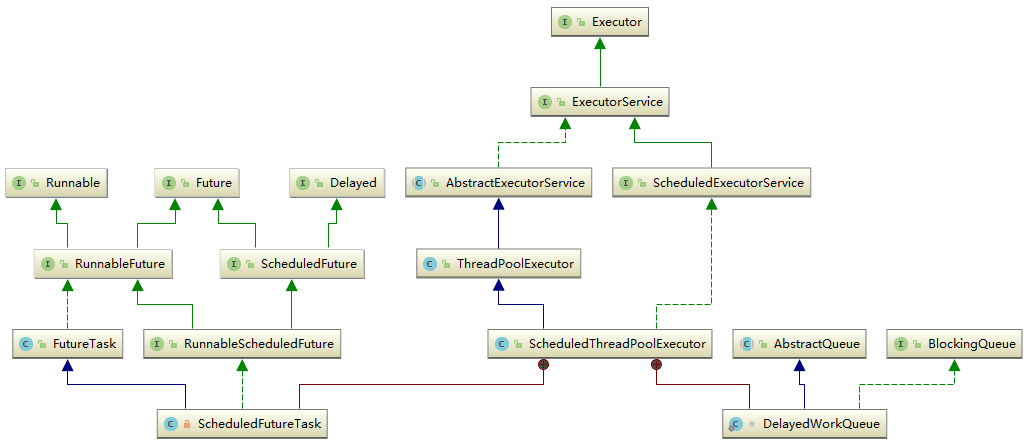 Executor
ExecutorService
Runnable
Future
Delayed
AbstractExecutorService
ScheduledExecutorService
RunnableFuture
ScheduledFuture
ThreadPoolExecutor
FutureTask
RunnableScheduledFuture
ScheduledThreadPoolExecutor
AbstractQueue
BlockingQueue
ScheduledFutureTask
DelayedWorkQueue